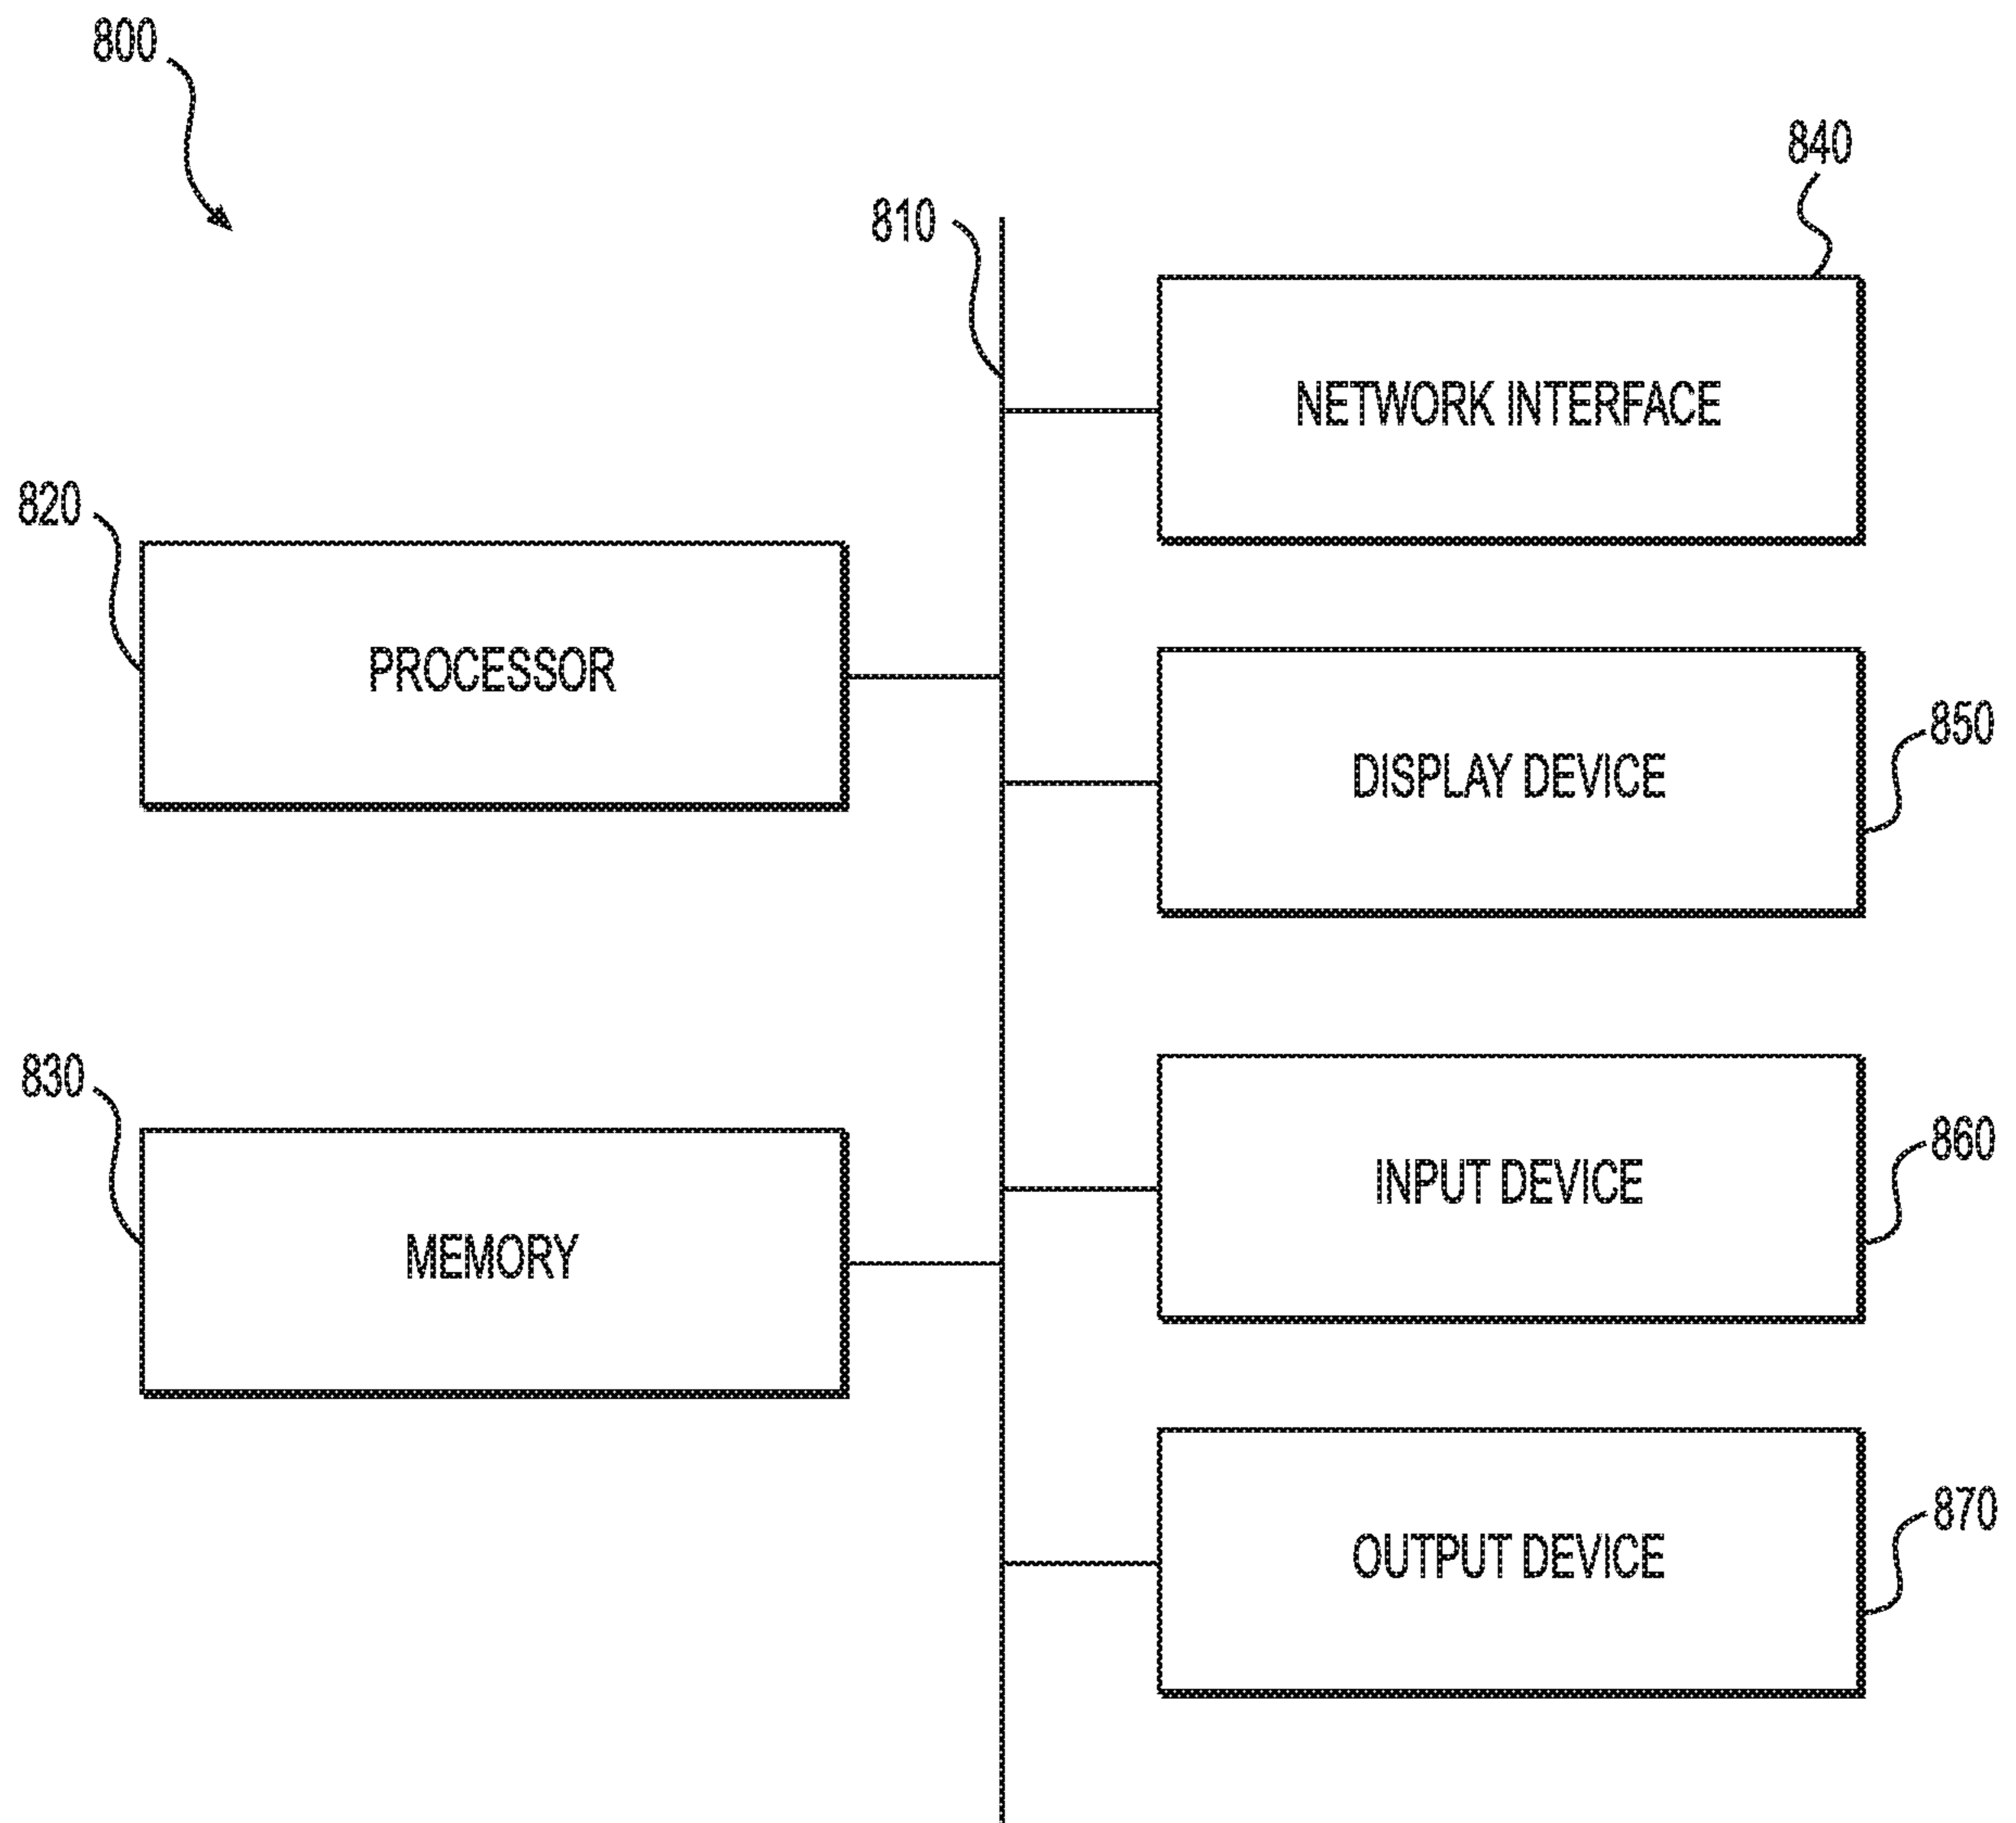 800
840
810
NETWORK INTERFACE
820
PROCESSOR
850
DISPLAY DEVICE
830
860
INPUT DEVICE
MEMORY
870
OUTPUT DEVICE